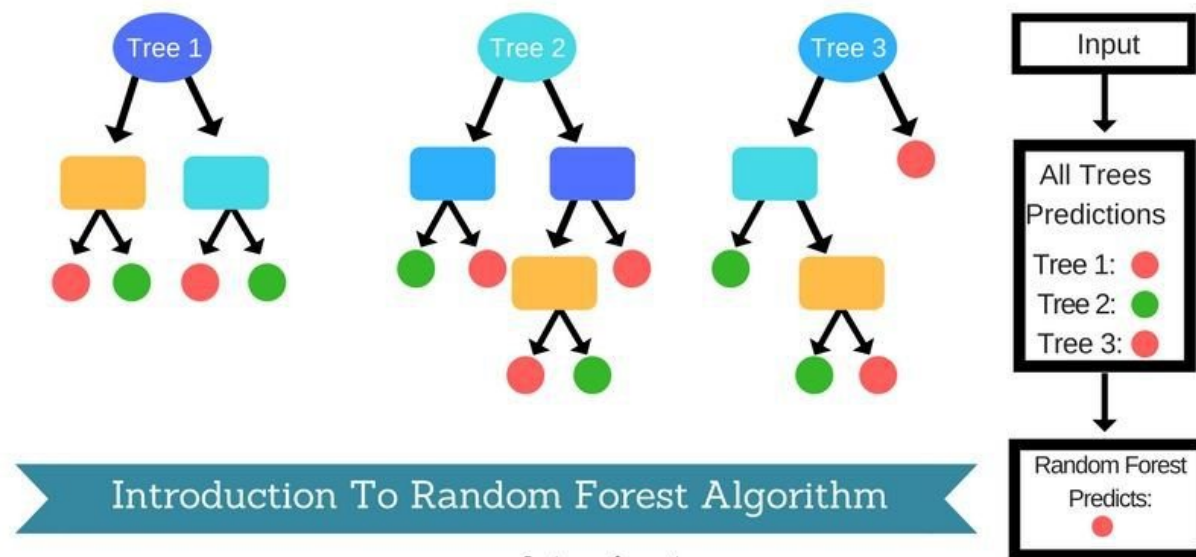 Tree 1
Tree 2
Tree 3
Input
All Trees
Predictions
Tree 1:
Tree 2:
Tree 3:
Random Forest
Predicts:
Introduction To Random Forest Algorithm